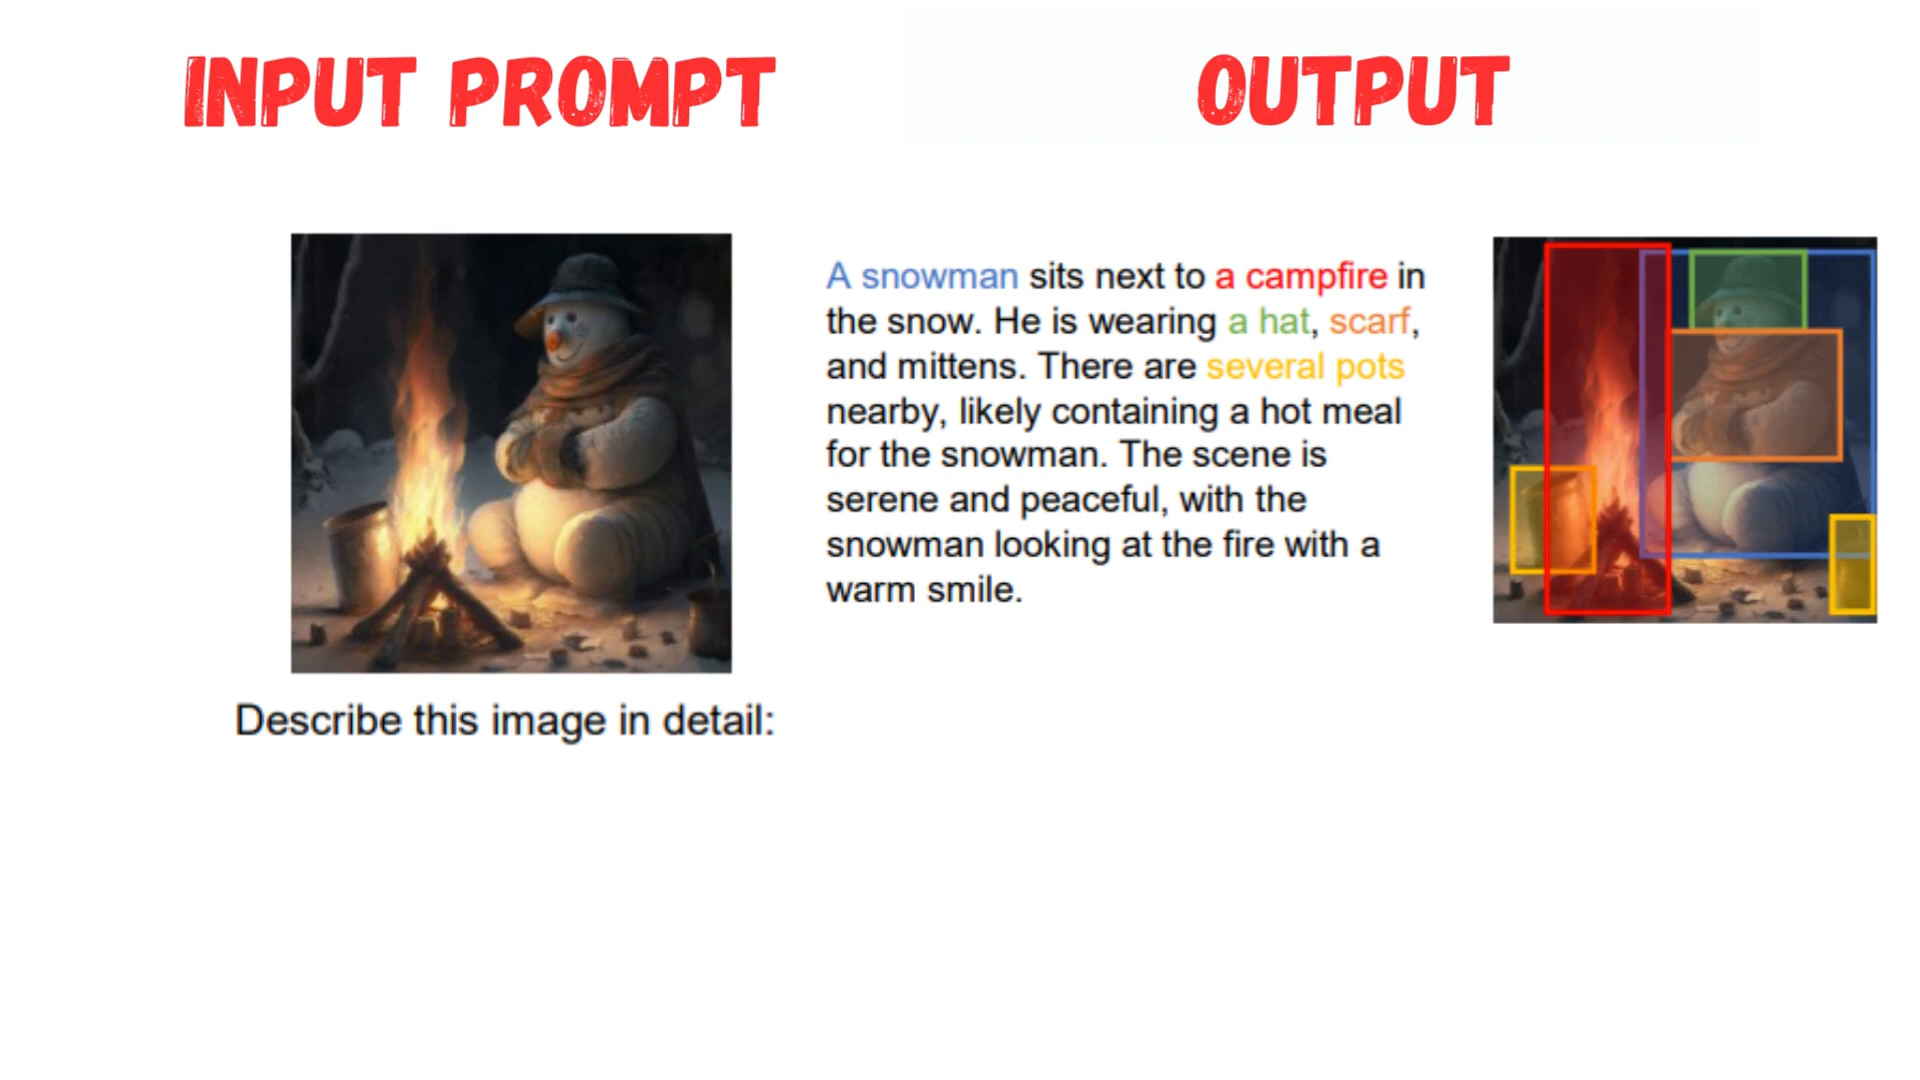 INPUT PROMPT
OUTPUT
Describe this image in detail:
A snowman sits next to a campfire in
the snow. He is wearing a hat, scarf,
and mittens. There are several pots
nearby, likely containing a hot meal
for the snowman. The scene is
serene and peaceful, with the
snowman looking at the fire with a
warm smile.